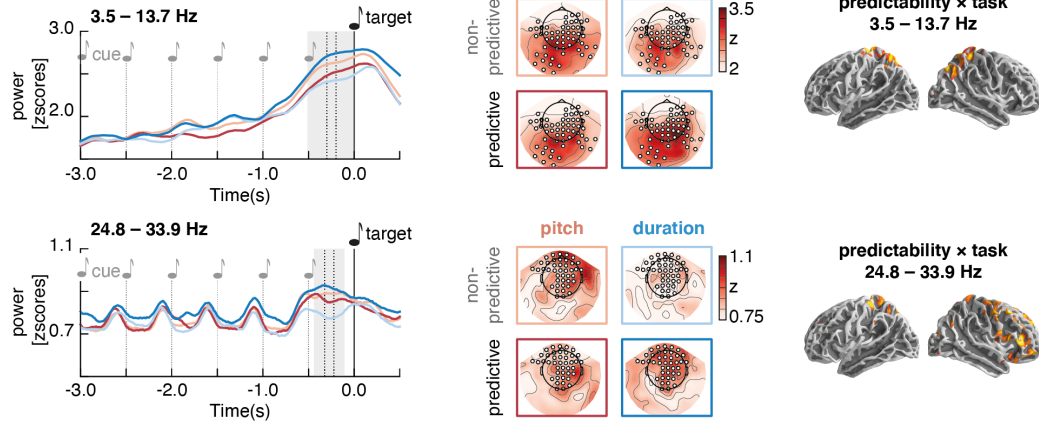 3.5 – 13.7 Hz
target
3.0
cue
2.0
power
[zscores]
-3.0 -2.0 -1.0 0.0
Time(s)
non-
predictive
3.5
z
2
predictive
predictability × task
3.5 – 13.7 Hz
24.8 – 33.9 Hz
target
1.1
cue
0.7
power
[zscores]
-3.0 -2.0 -1.0 0.0
Time(s)
pitch duration
non-
predictive
1.1
z
0.75
predictive
predictability × task
24.8 – 33.9 Hz